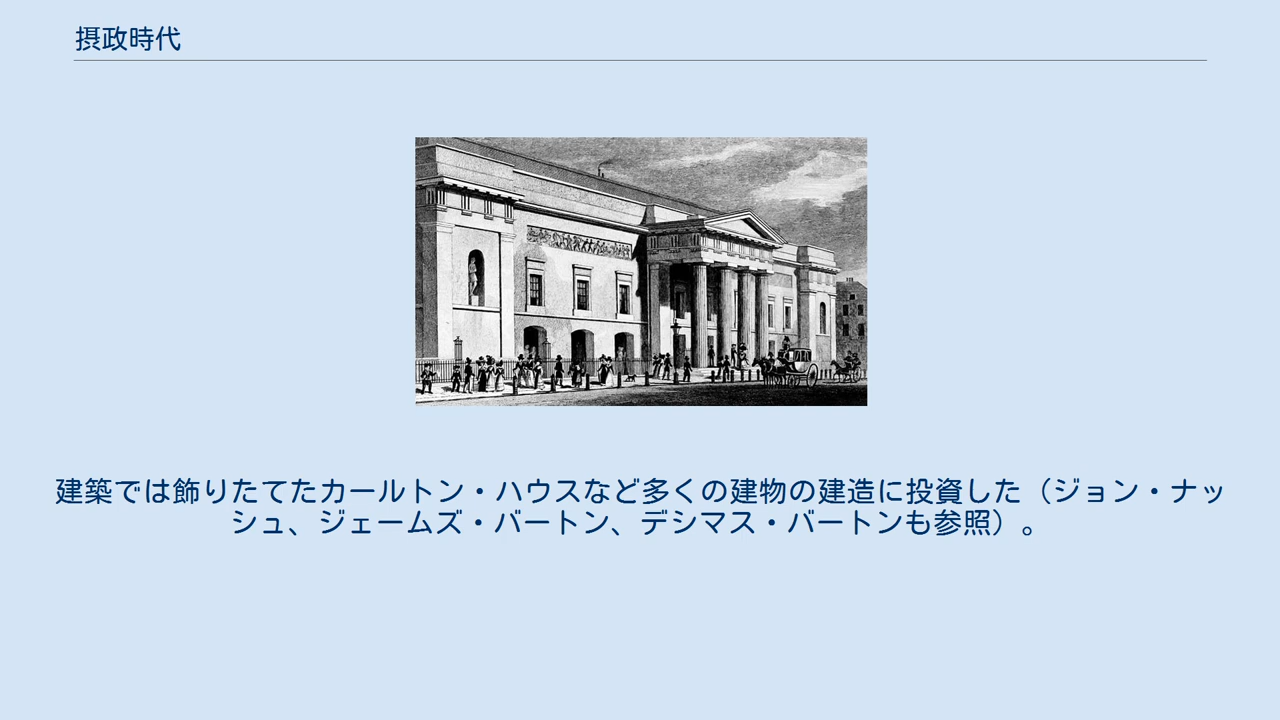 摂政時代
建築では飾りたてたカールトン・ハウスなど多くの建物の建造に投資した（ジョン・ナッ
シュ、ジェームズ・バートン、デシマス・バートンも参照）。